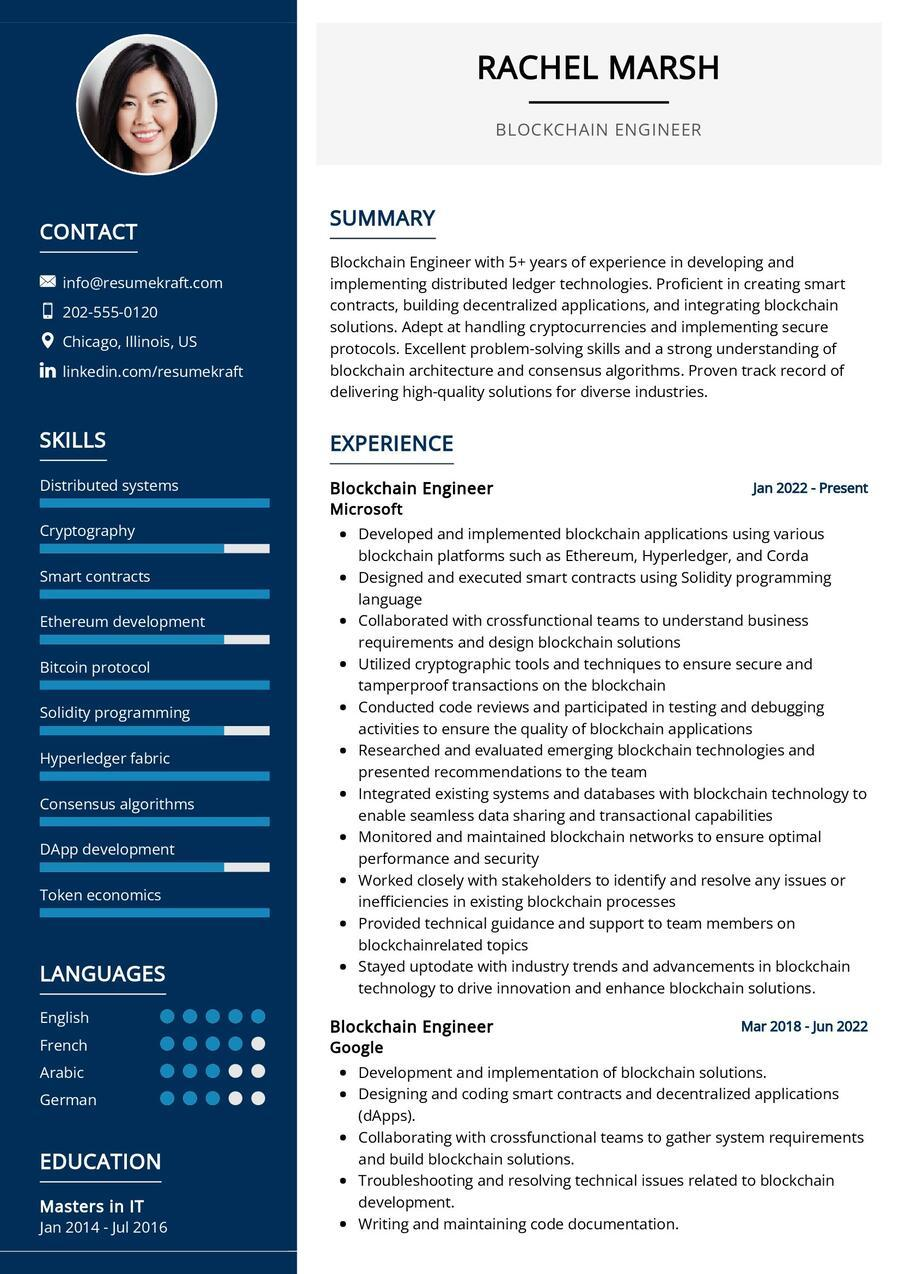 CONTACT
info@resumekraft.com
202-555-0120
Chicago, Illinois, US
linkedin.com/resumekraft
SKILLS
Distributed systems
Cryptography
Smart contracts
Ethereum development
Bitcoin protocol
Solidity programming
Hyperledger fabric
Consensus algorithms
DApp development
Token economics
LANGUAGES
English
French
Arabic
German
EDUCATION
Masters in IT
Jan 2014 - Jul 2016
RACHEL MARSH
BLOCKCHAIN ENGINEER
SUMMARY
Blockchain Engineer with 5+ years of experience in developing and
implementing distributed ledger technologies. Proficient in creating smart
contracts, building decentralized applications, and integrating blockchain
solutions. Adept at handling cryptocurrencies and implementing secure
protocols. Excellent problem-solving skills and a strong understanding of
blockchain architecture and consensus algorithms. Proven track record of
delivering high-quality solutions for diverse industries.
EXPERIENCE
Blockchain Engineer Jan 2022 - Present
Microsoft
• Developed and implemented blockchain applications using various
blockchain platforms such as Ethereum, Hyperledger, and Corda
• Designed and executed smart contracts using Solidity programming
language
• Collaborated with crossfunctional teams to understand business
requirements and design blockchain solutions
• Utilized cryptographic tools and techniques to ensure secure and
tamperproof transactions on the blockchain
• Conducted code reviews and participated in testing and debugging
activities to ensure the quality of blockchain applications
• Researched and evaluated emerging blockchain technologies and
presented recommendations to the team
• Integrated existing systems and databases with blockchain technology to
enable seamless data sharing and transactional capabilities
• Monitored and maintained blockchain networks to ensure optimal
performance and security
• Worked closely with stakeholders to identify and resolve any issues or
inefficiencies in existing blockchain processes
• Provided technical guidance and support to team members on
blockchainrelated topics
• Stayed uptodate with industry trends and advancements in blockchain
technology to drive innovation and enhance blockchain solutions.
Blockchain Engineer Mar 2018 - Jun 2022
Google
• Development and implementation of blockchain solutions.
• Designing and coding smart contracts and decentralized applications
(dApps).
• Collaborating with crossfunctional teams to gather system requirements
and build blockchain solutions.
• Troubleshooting and resolving technical issues related to blockchain
development.
• Writing and maintaining code documentation.